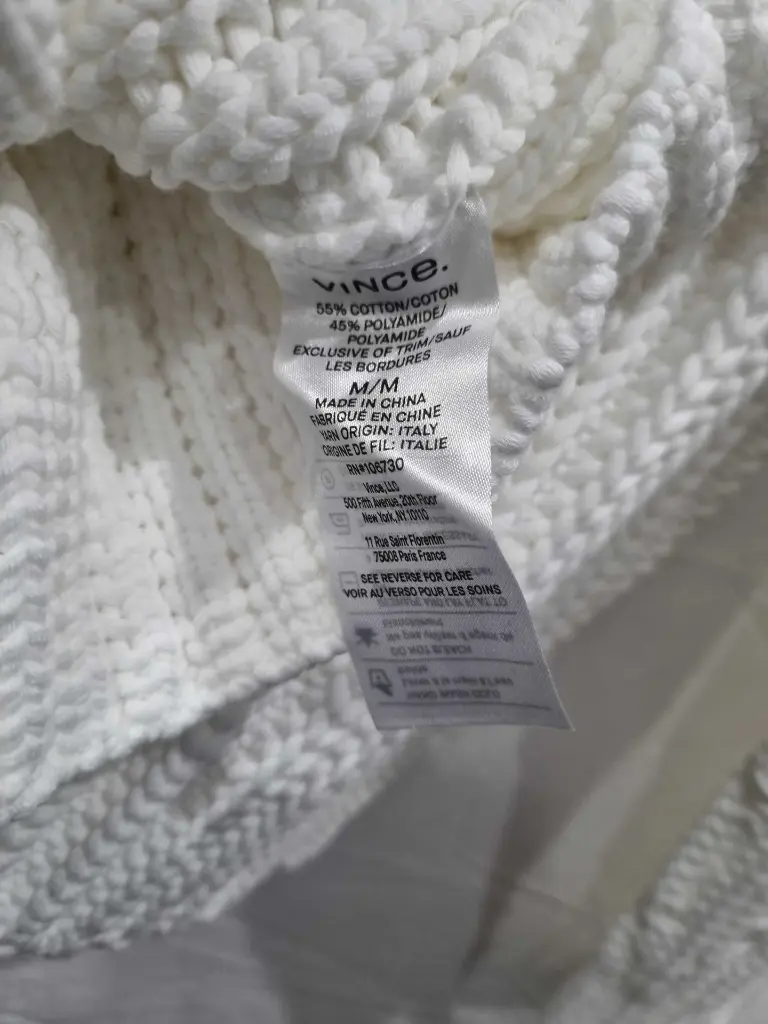 VINCe.
55% COTTON/COTON
45% POLYAMIDE/
POLYAMIDE
EXCLUSIVE OF TRIM/SAUF
LES BORDURES
M/M
MADE IN CHINA
FABRIQUÉ EN CHINE
YARN ORIGIN: ITALY
ORIGINE DE FIL: ITALIE
RN#106730
Vince, LLC
500 Fifth Avenue, 20th Floor
New York, NY 10110
11 Rue Saint Florentin
75008 Paris France
SEE REVERSE FOR CARE
VOIR AU VERSO POUR LES SOINS